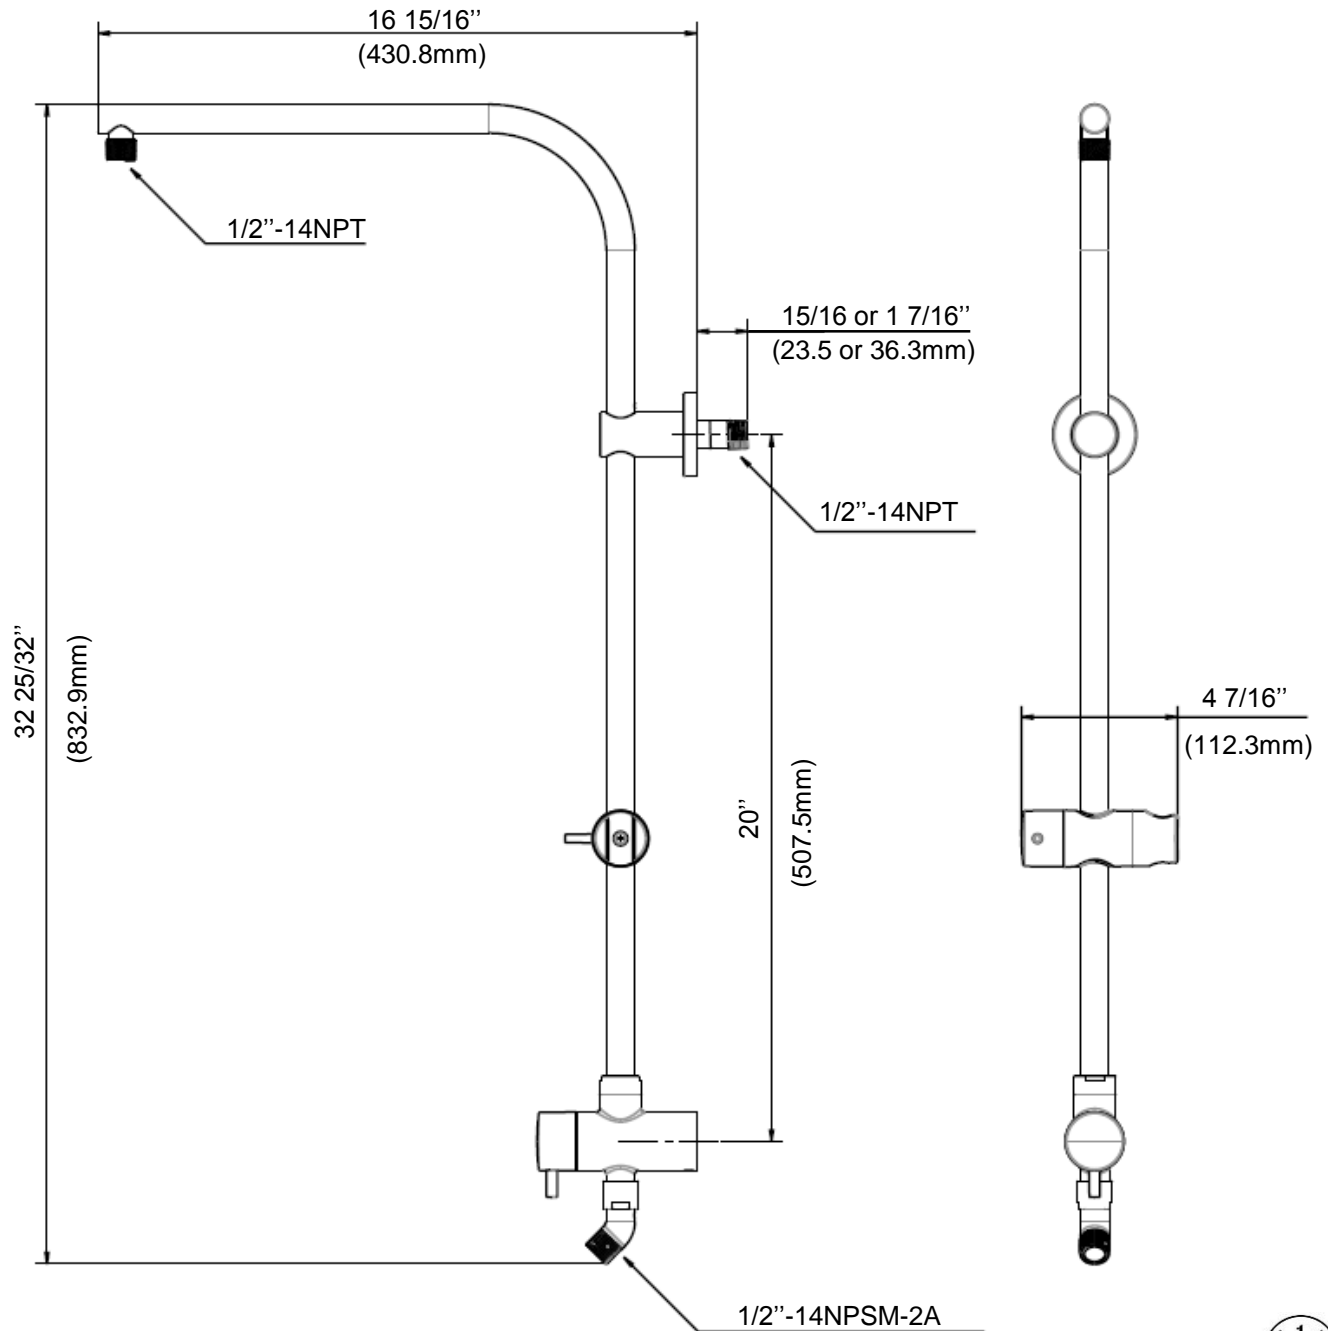 16 15/16’’
(430.8mm)
1/2’’-14NPT
15/16 or 1 7/16’’
(23.5 or 36.3mm)
1/2’’-14NPT
32 25/32’’
(832.9mm)
4 7/16’’
(112.3mm)
20’’
(507.5mm)
1/2’’-14NPSM-2A
1